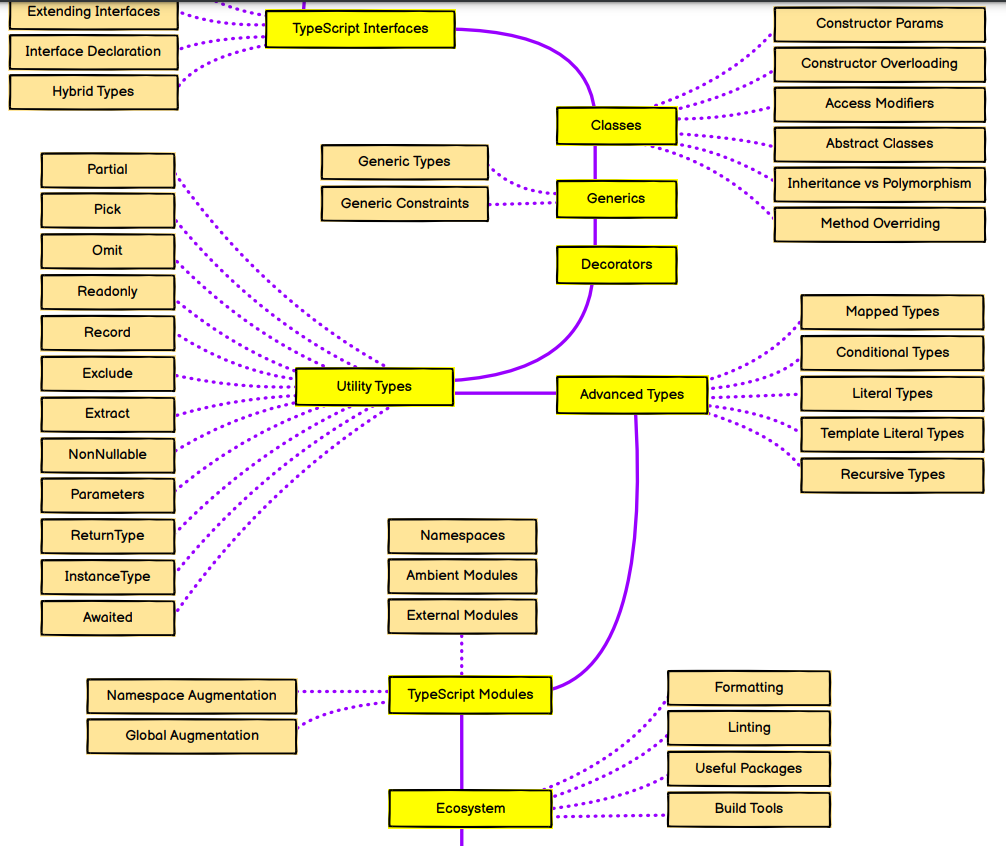 Extending Interfaces
Interface Declaration
Hybrid Types
TypeScript Interfaces
Constructor Params
Constructor Overloading
Access Modifiers
Abstract Classes
Inheritance vs Polymorphism
Method Overriding
Classes
Generic Types
Generic Constraints
Generics
Decorators
Partial
Pick
Omit
Readonly
Record
Exclude
Extract
NonNullable
Parameters
ReturnType
InstanceType
Awaited
Utility Types
Advanced Types
Mapped Types
Conditional Types
Literal Types
Template Literal Types
Recursive Types
Namespaces
Ambient Modules
External Modules
TypeScript Modules
Namespace Augmentation
Global Augmentation
Formatting
Linting
Useful Packages
Build Tools
Ecosystem